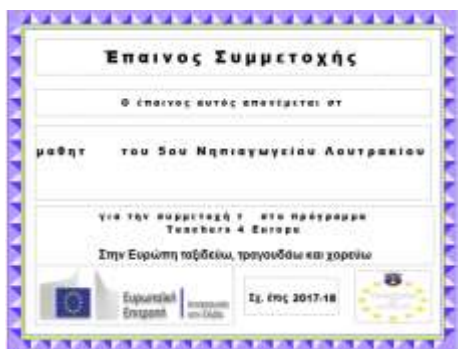 Έπαινος Συμμετοχής
Ο έπαινος αυτός απονέμεται στ
μαθητ του 5ου Νηπιαγωγείου Λουτρακίου
για την συμμετοχή τ στο πρόγραμμα
Teachers 4 Europe
Στην Ευρώπη ταξιδεύω, τραγουδάω και χορεύω
Ευρωπαϊκή
Επιτροπή
Σχ. έτος 2017-18